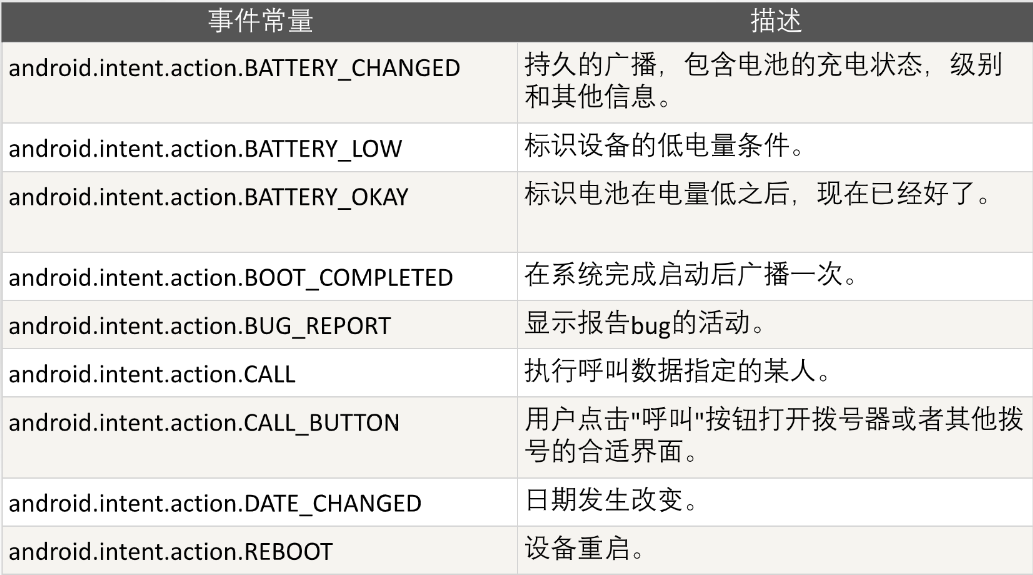 事件常量 描述
android.intent.action.BATTERY_CHANGED 持久的广播，包含电池的充电状态，级别
和其他信息。
android.intent.action.BATTERY_LOW 标识设备的低电量条件。
android.intent.action.BATTERY_OKAY 标识电池在电量低之后，现在已经好了。
android.intent.action.BOOT_COMPLETED 在系统完成启动后广播一次。
android.intent.action.BUG_REPORT 显示报告bug的活动。
android.intent.action.CALL 执行呼叫数据指定的某人。
android.intent.action.CALL_BUTTON 用户点击"呼叫"按钮打开拨号器或者其他拨
号的合适界面。
android.intent.action.DATE_CHANGED 日期发生改变。
android.intent.action.REBOOT 设备重启。